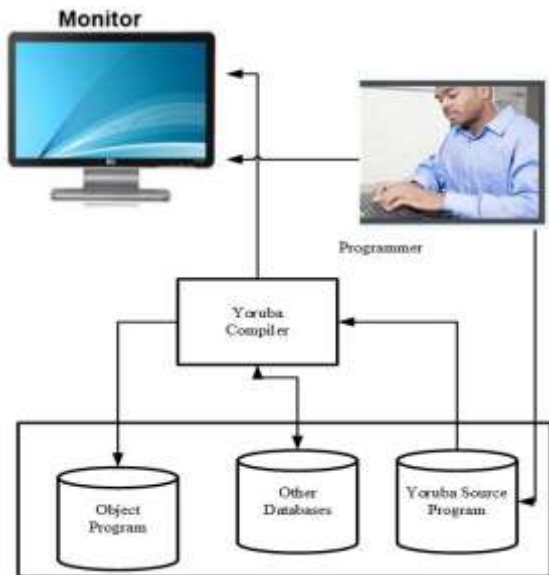 Monitor
Programmer
Yoruba
Compiler
Object
Program
Other
Databases
Yoruba Source
Program